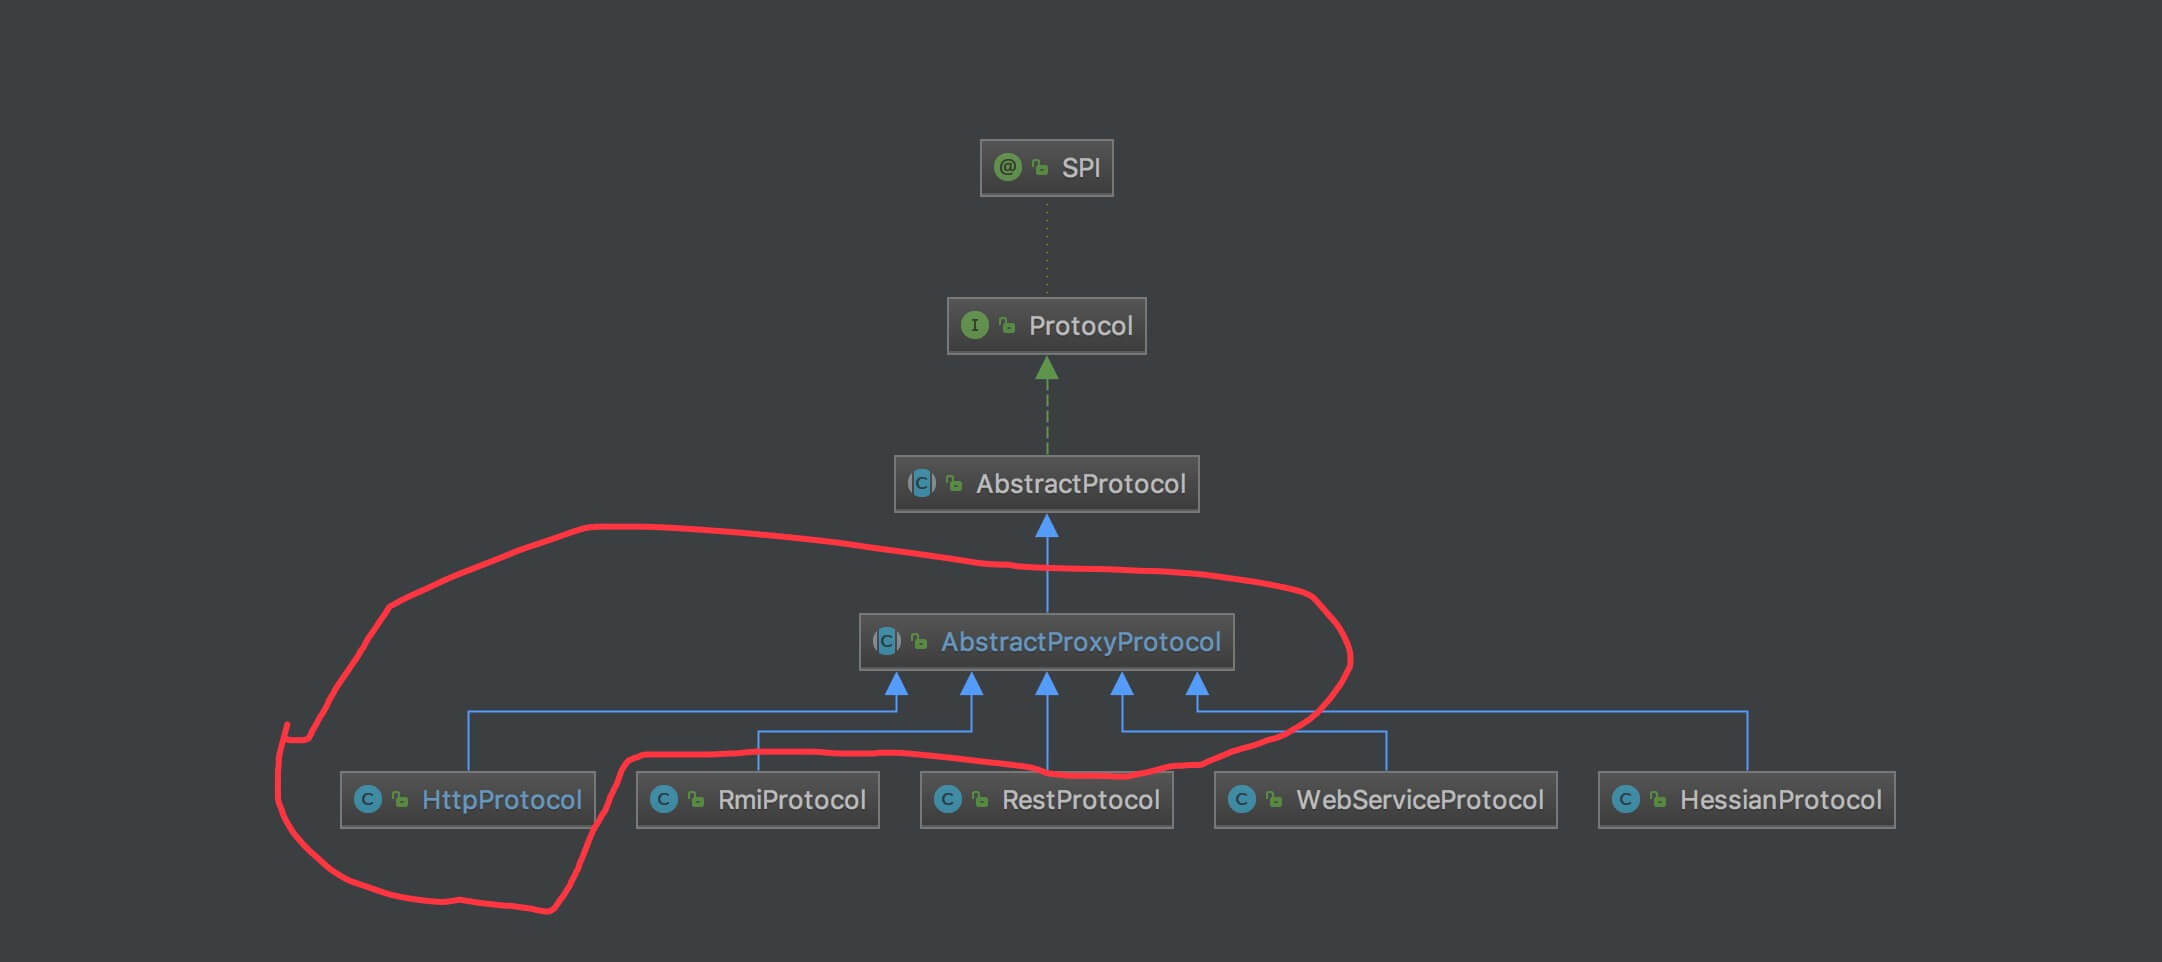 @ SPI
I Protocol
C AbstractProtocol
C AbstractProxyProtocol
C HttpProtocol C RmiProtocol C RestProtocol C WebServiceProtocol C HessianProtocol